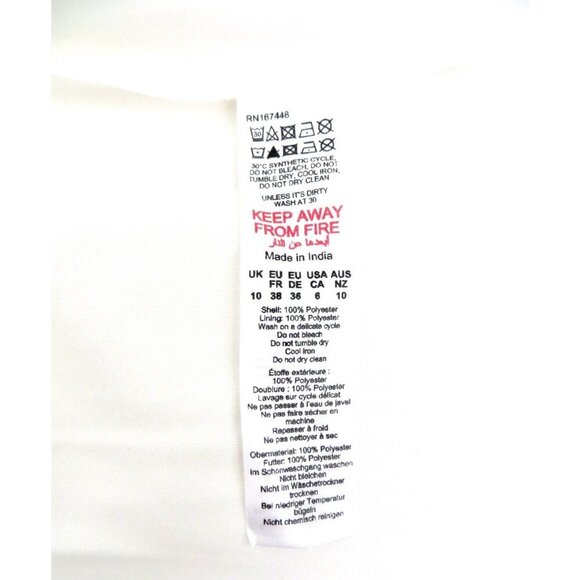 RN167448
30
30°C SYNTHETIC CYCLE,
DO NOT BLEACH, DO NOT
TUMBLE DRY, COOL IRON,
DO NOT DRY CLEAN
UNLESS IT'S DIRTY
WASH AT 30
KEEP AWAY
FROM FIRE
أبعدها عن النار
Made in India
UK EU EU USA AUS
FR DE CA NZ
10 38 36 6 10
Shell: 100% Polyester
Lining: 100% Polyester
Wash on a delicate cycle
Do not bleach
Do not tumble dry
Cool iron
Do not dry clean
Étoffe extérieure :
100% Polyester
Doublure : 100% Polyester
Lavage sur cycle délicat
Ne pas passer à l'eau de javel
Ne pas faire sécher en
machine
Repasser à froid
Ne pas nettoyer à sec
Obermaterial: 100% Polyester
Futter: 100% Polyester
Im Schonwaschgang waschen
Nicht bleichen
Nicht im Wäschetrockner
trocknen
Bei niedriger Temperatur
bügeln
Nicht chemisch reinigen